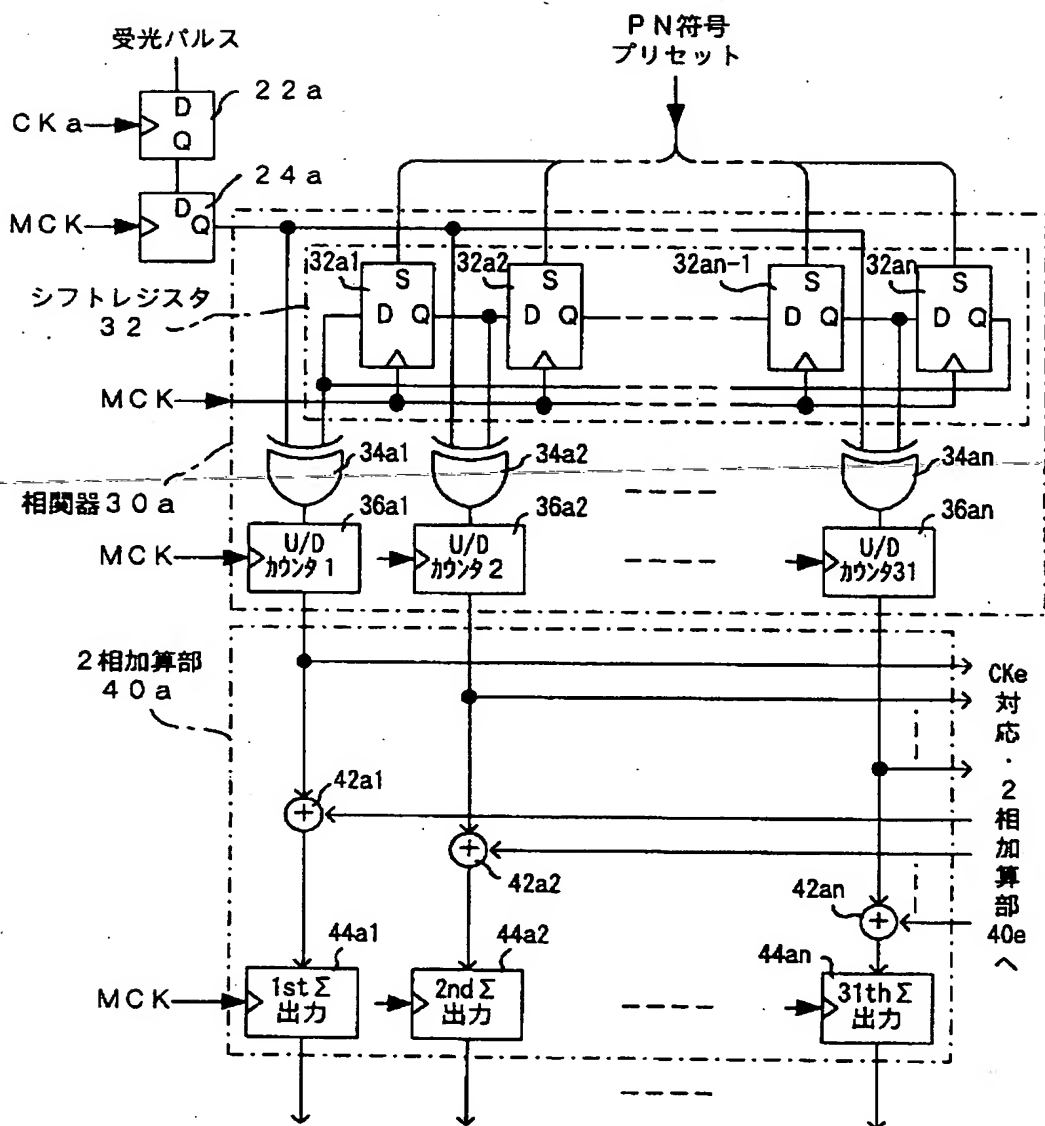 受光パルス
PN符号
プリセット
D
Q
22a
CKa
D
Q
24a
MCK
32a1
S
D Q
32a2
S
D Q
32an-1
S
D Q
32an
S
D Q
シフトレジスタ
32
MCK
34a1
34a2
34an
相関器30a
36a1
36a2
36an
MCK
U/D
カウンタ1
U/D
カウンタ2
U/D
カウンタ31
2相加算部
40a
CKe
対
応
・
2
相
加
算
部
40e
へ
42a1
+
42a2
+
42an
+
44a1
44a2
44an
MCK
1stΣ
出力
2ndΣ
出力
31thΣ
出力